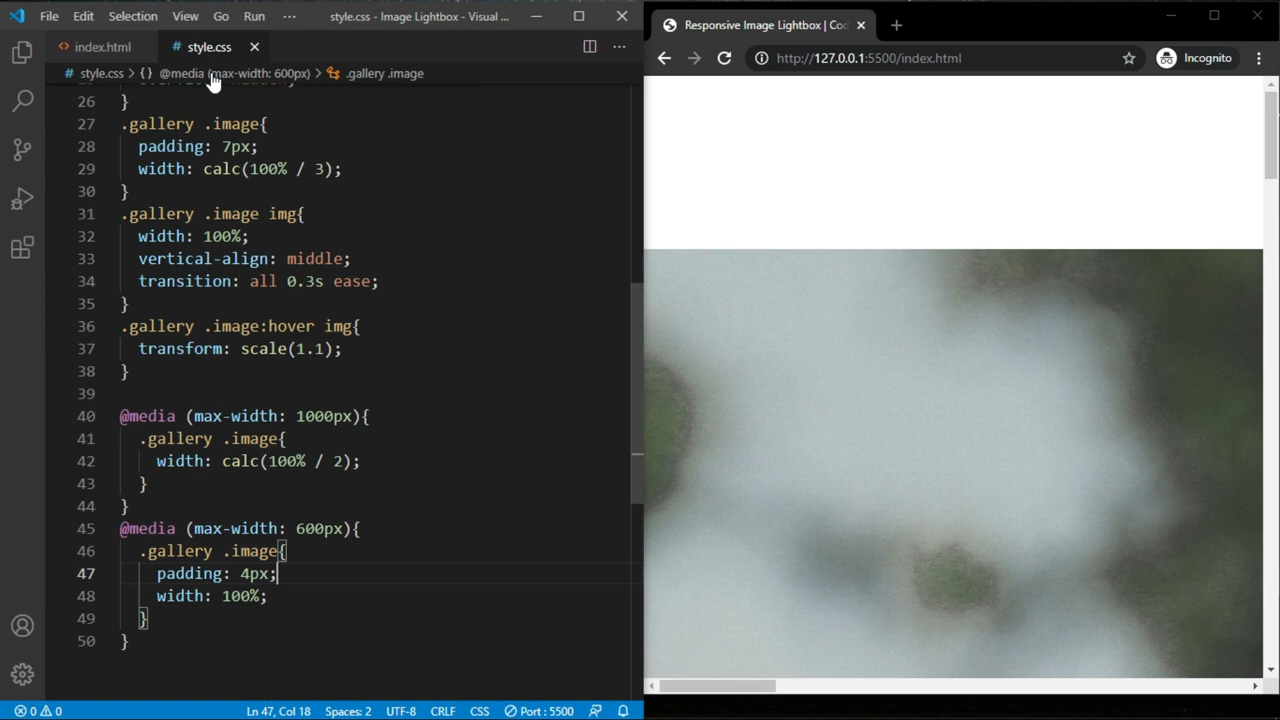 File Edit Selection View Go Run ··· style.css - Image Lightbox - Visual ...
index.html style.css
style.css > {} @media (max-width: 600px) > .gallery .image
26 }
27 .gallery .image{
28 padding: 7px;
29 width: calc(100% / 3);
30 }
31 .gallery .image img{
32 width: 100%;
33 vertical-align: middle;
34 transition: all 0.3s ease;
35 }
36 .gallery .image:hover img{
37 transform: scale(1.1);
38 }
39
40 @media (max-width: 1000px){
41 .gallery .image{
42 width: calc(100% / 2);
43 }
44 }
45 @media (max-width: 600px){
46 .gallery .image{
47 padding: 4px;
48 width: 100%;
49 }
50 }
0 0 Ln 47, Col 18 Spaces: 2 UTF-8 CRLF CSS Port : 5500
Responsive Image Lightbox | Cod
http://127.0.0.1:5500/index.html Incognito